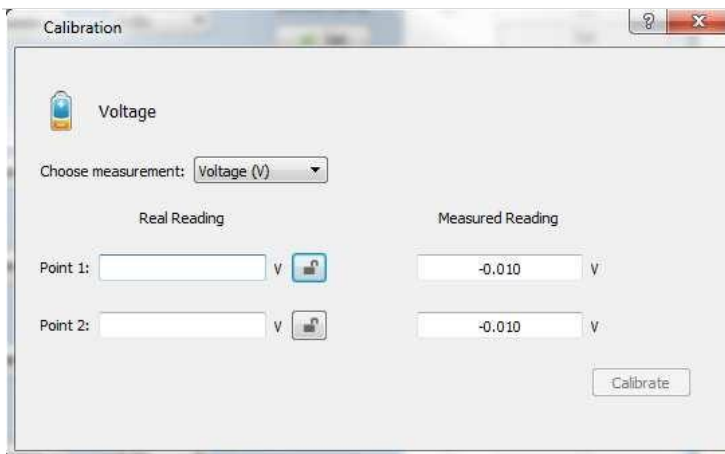 Calibration
?
Voltage
Choose measurement: Voltage (V)
Real Reading Measured Reading
Point 1: V -0.010 V
Point 2: V -0.010 V
Calibrate